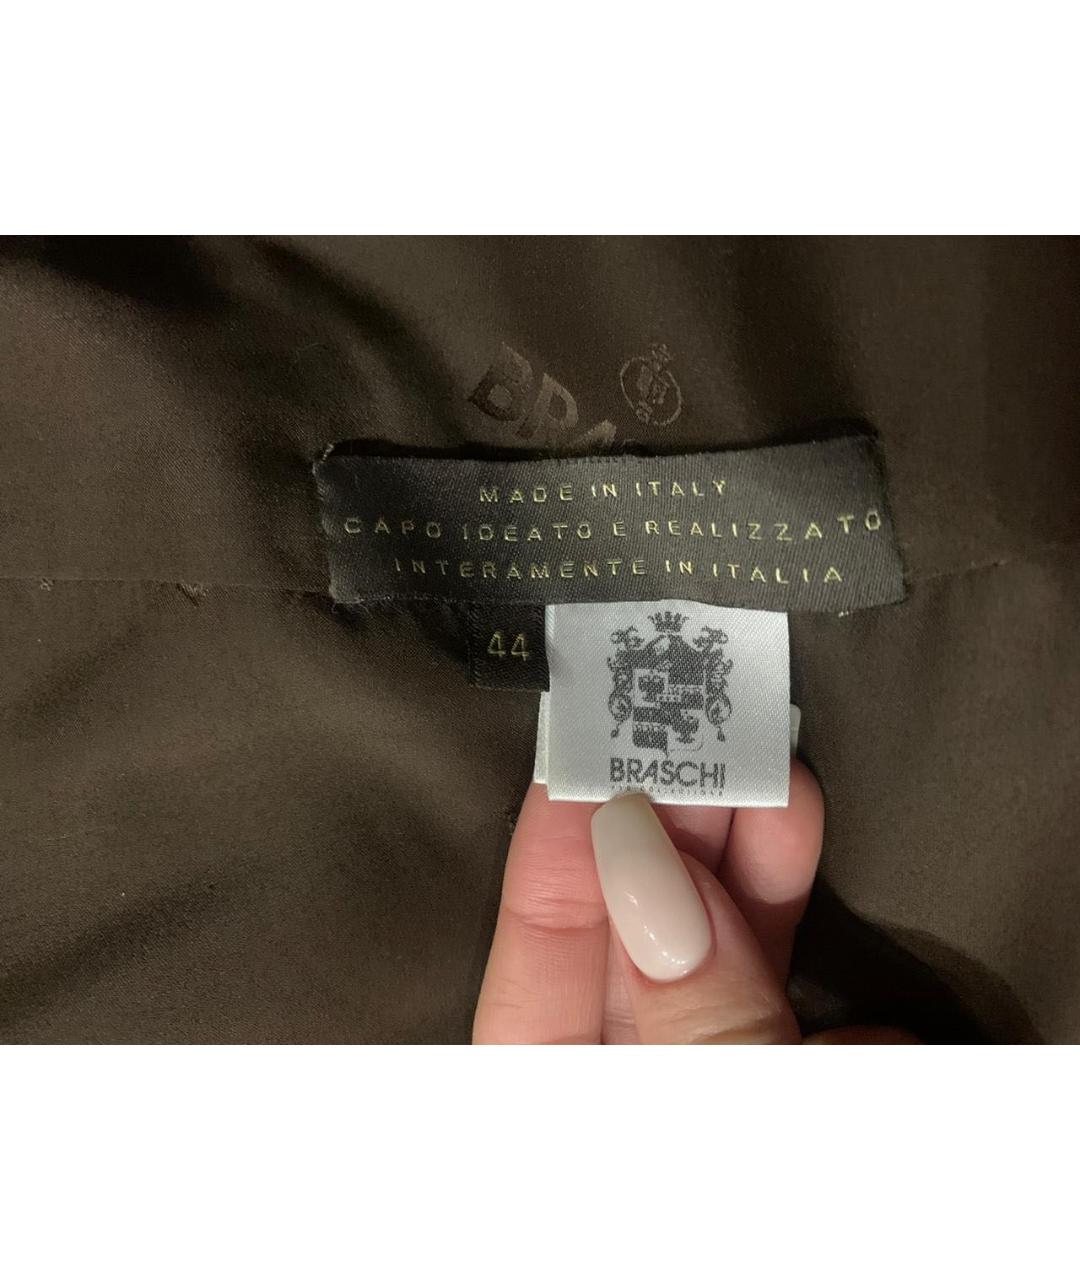 BRA
MADE IN ITALY
CAPO IDEATO E REALIZZATO
INTERAMENTE IN ITALIA
44
BRASCHI